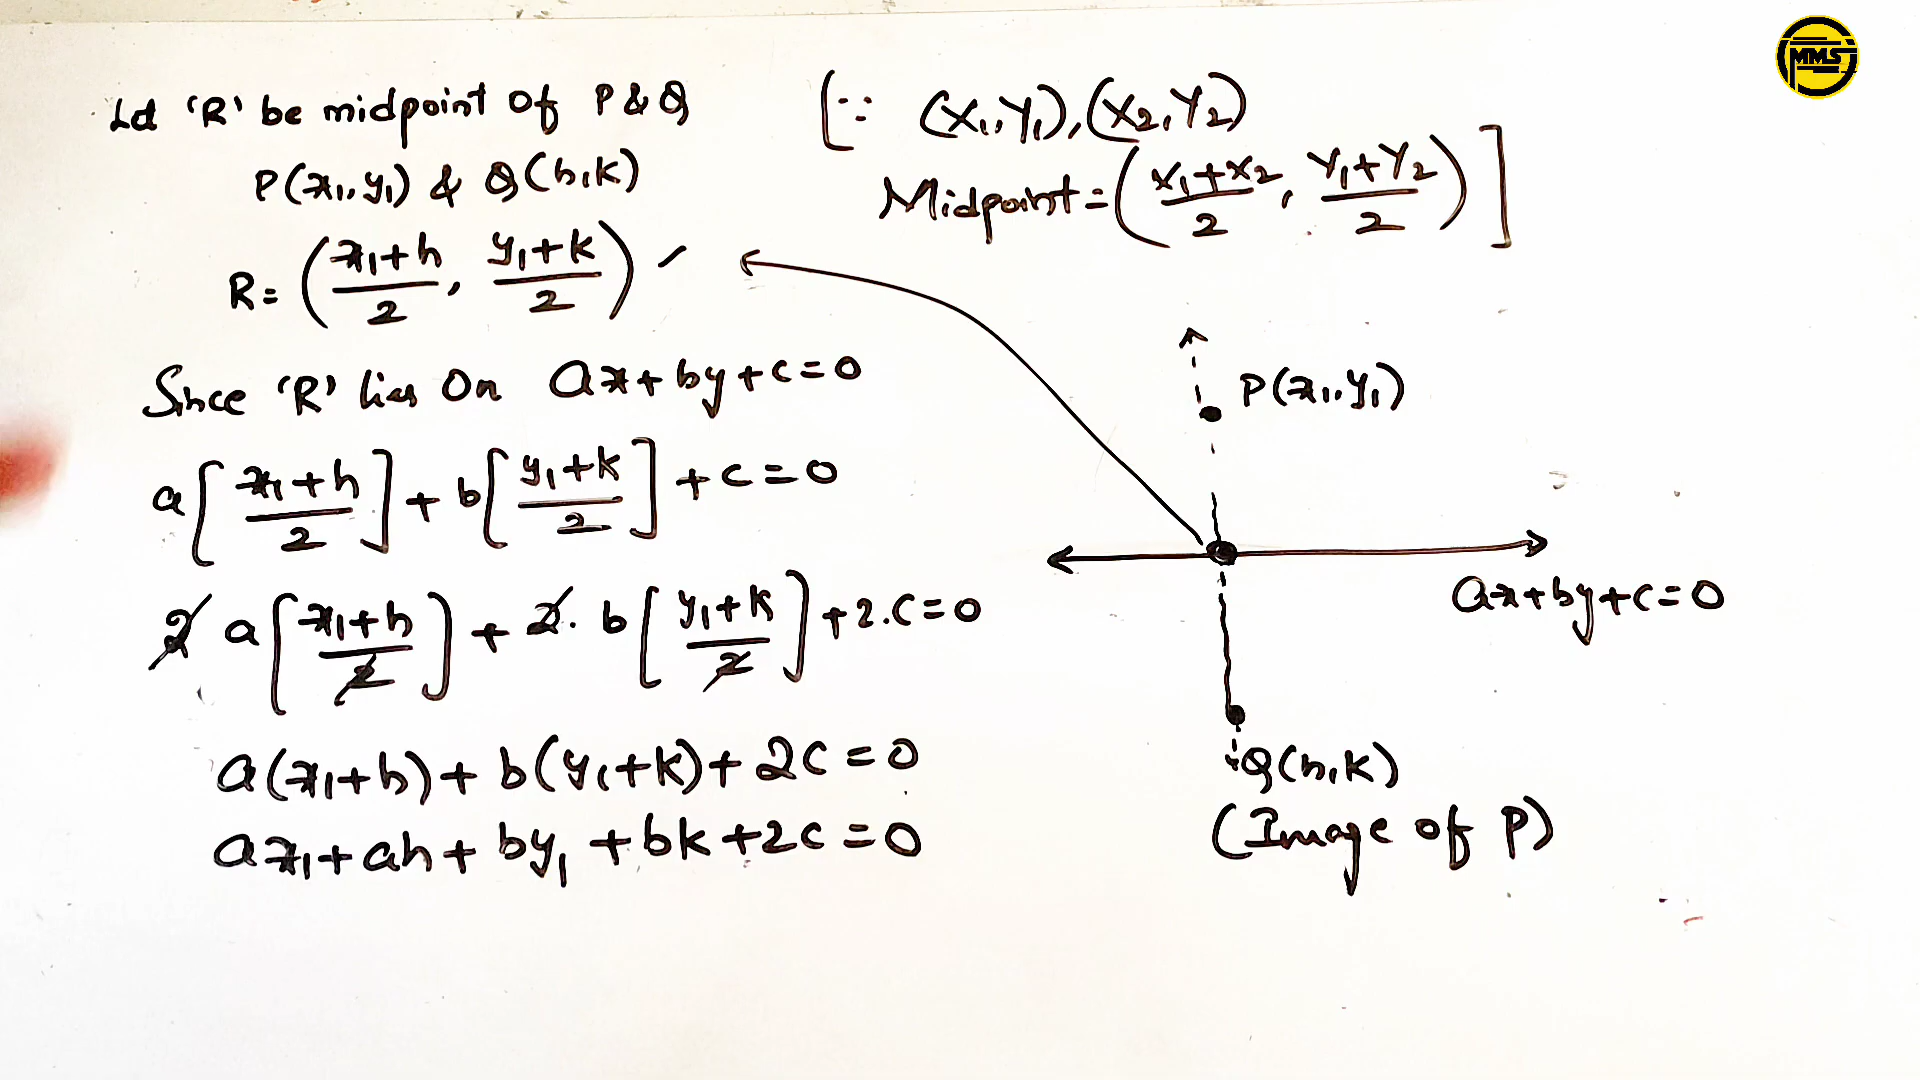 Let 'R' be midpoint Of P & Q
P(x₁,y₁) & Q(h,k)
R = (x₁+h/2, y₁+k/2)
[∵ (X₁,Y₁),(X₂,Y₂)
Midpoint = (X₁+X₂/2, Y₁+Y₂/2)]
Since 'R' lies On ax+by+c=0
a[x₁+h/2] + b[y₁+k/2] + c = 0
2 a[x₁+h/2] + 2. b[y₁+k/2] + 2.c = 0
a(x₁+h) + b(y₁+k) + 2c = 0
ax₁ + ah + by₁ + bk + 2c = 0
P(x₁,y₁)
ax+by+c=0
Q(h,k)
(Image of P)
MMS